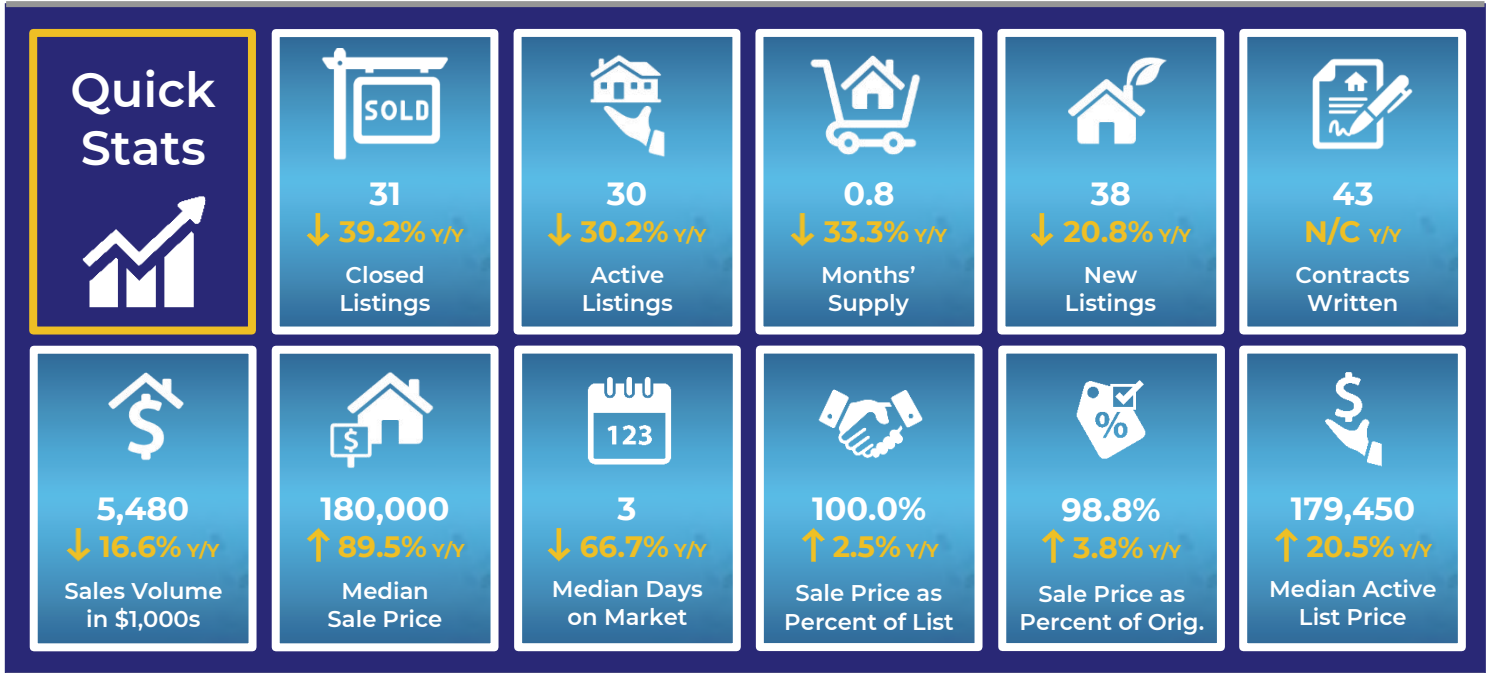 Quick
Stats
SOLD
31
↓ 39.2% Y/Y
Closed
Listings
30
↓ 30.2% Y/Y
Active
Listings
0.8
↓ 33.3% Y/Y
Months’
Supply
38
↓ 20.8% Y/Y
New
Listings
43
N/C Y/Y
Contracts
Written
$
5,480
↓ 16.6% Y/Y
Sales Volume
in $1,000s
$
180,000
↑ 89.5% Y/Y
Median
Sale Price
123
3
↓ 66.7% Y/Y
Median Days
on Market
100.0%
↑ 2.5% Y/Y
Sale Price as
Percent of List
%
98.8%
↑ 3.8% Y/Y
Sale Price as
Percent of Orig.
$
179,450
↑ 20.5% Y/Y
Median Active
List Price